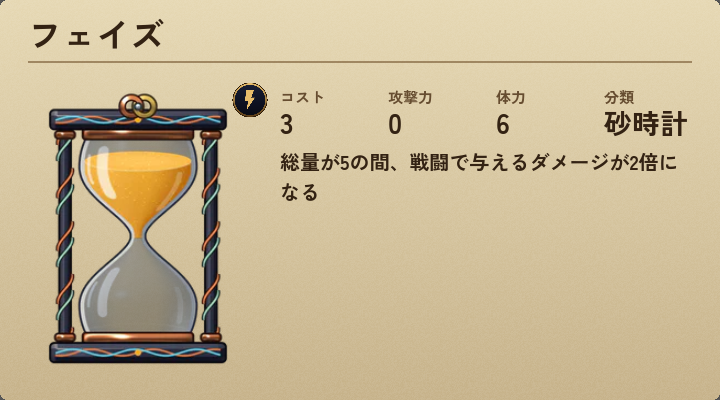 フェイズ
コスト 攻撃力 体力 分類
3 0 6 砂時計
総量が5の間、戦闘で与えるダメージが2倍に
なる